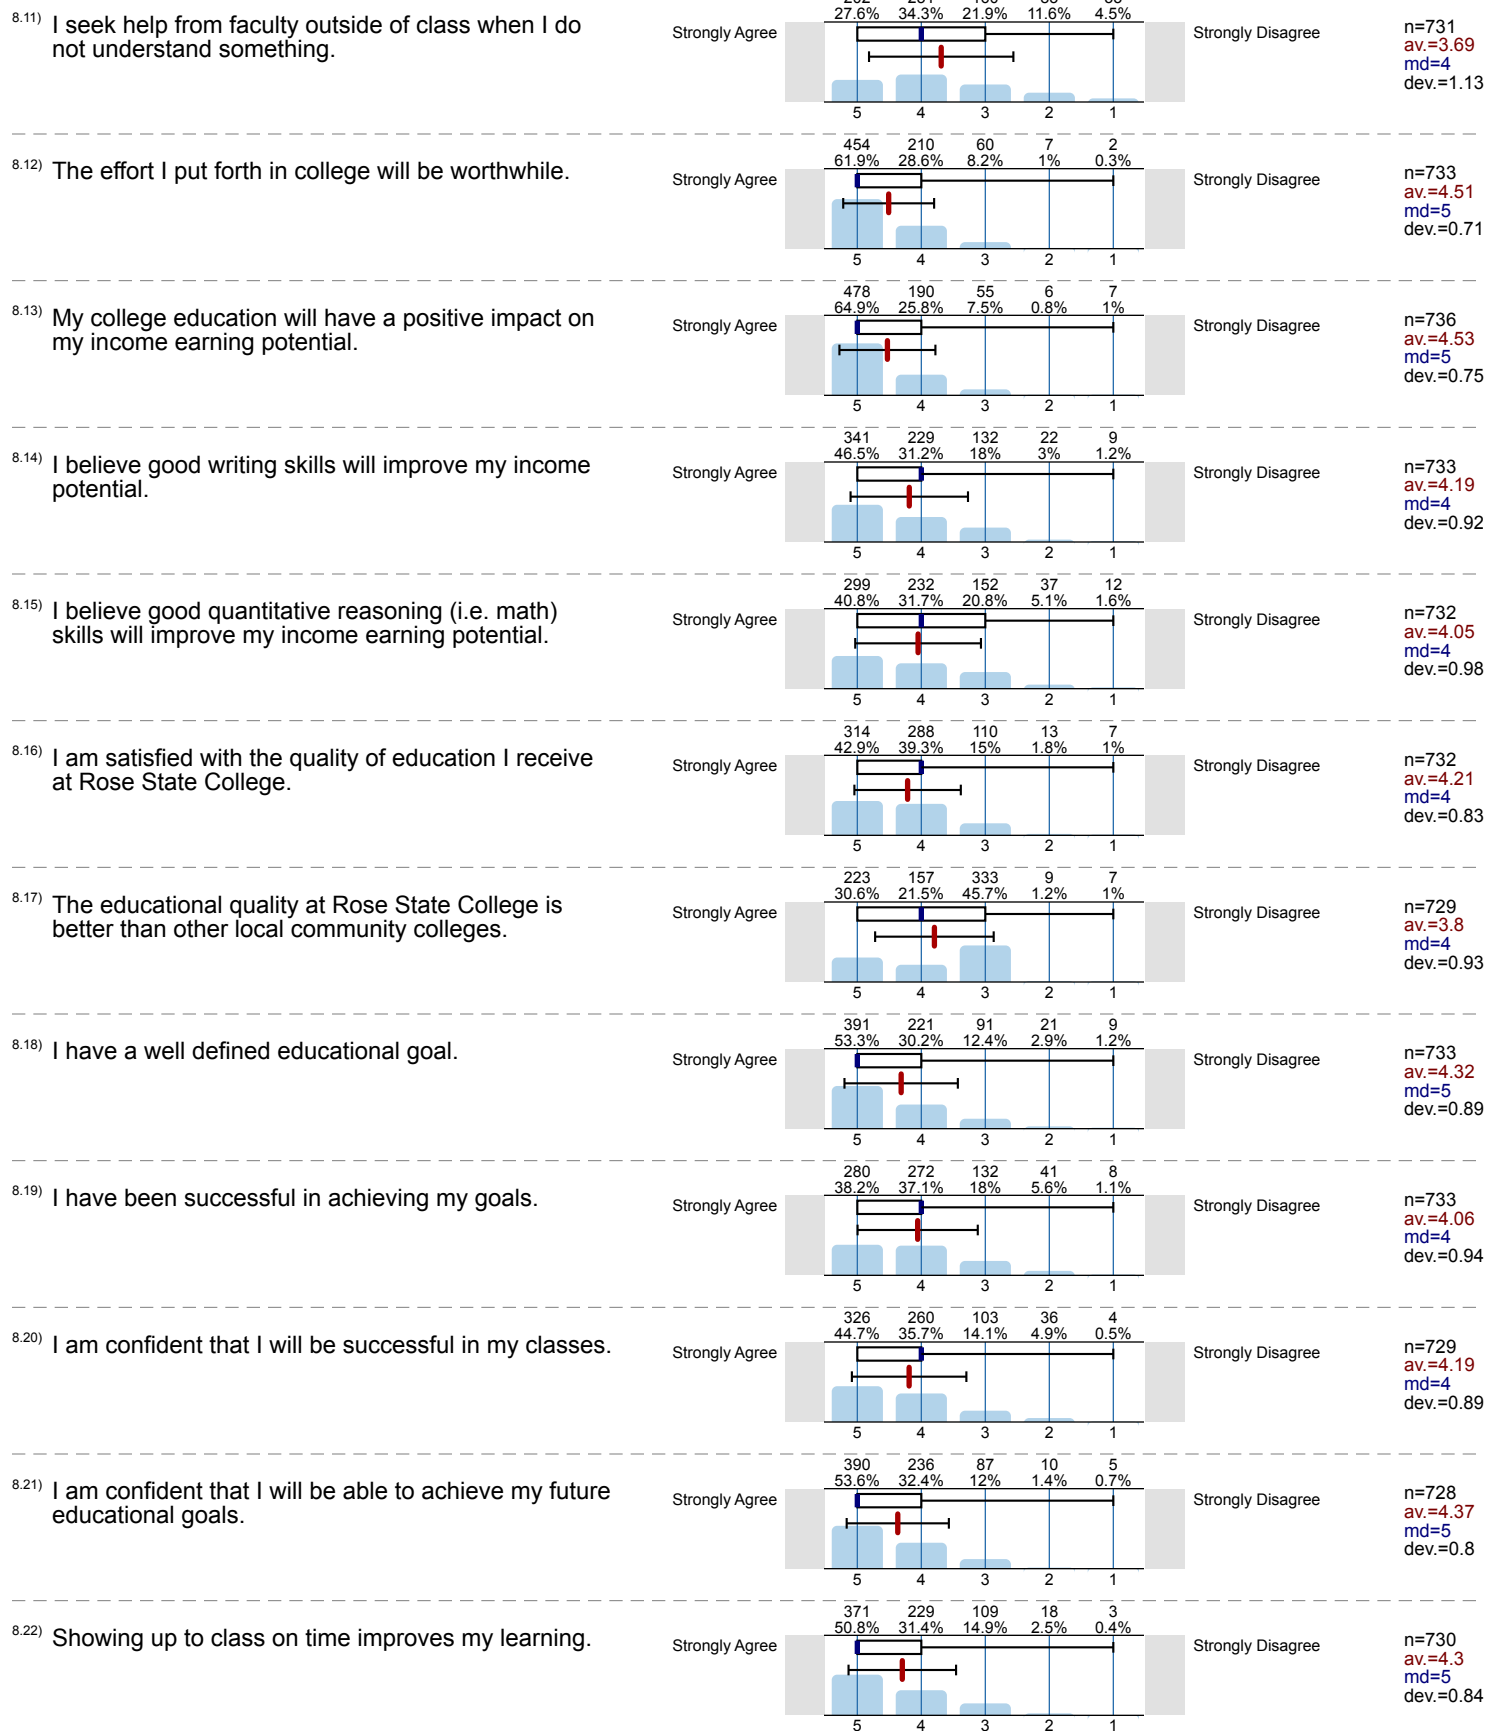 27.6% 34.3% 21.9% 11.6% 4.5%
8.11) I seek help from faculty outside of class when I do
not understand something.
Strongly Agree
Strongly Disagree
n=731
av.=3.69
md=4
dev.=1.13
5 4 3 2 1
454 210 60 7 2
61.9% 28.6% 8.2% 1% 0.3%
8.12) The effort I put forth in college will be worthwhile.
Strongly Agree
Strongly Disagree
n=733
av.=4.51
md=5
dev.=0.71
5 4 3 2 1
478 190 55 6 7
64.9% 25.8% 7.5% 0.8% 1%
8.13) My college education will have a positive impact on
my income earning potential.
Strongly Agree
Strongly Disagree
n=736
av.=4.53
md=5
dev.=0.75
5 4 3 2 1
341 229 132 22 9
46.5% 31.2% 18% 3% 1.2%
8.14) I believe good writing skills will improve my income
potential.
Strongly Agree
Strongly Disagree
n=733
av.=4.19
md=4
dev.=0.92
5 4 3 2 1
299 232 152 37 12
40.8% 31.7% 20.8% 5.1% 1.6%
8.15) I believe good quantitative reasoning (i.e. math)
skills will improve my income earning potential.
Strongly Agree
Strongly Disagree
n=732
av.=4.05
md=4
dev.=0.98
5 4 3 2 1
314 288 110 13 7
42.9% 39.3% 15% 1.8% 1%
8.16) I am satisfied with the quality of education I receive
at Rose State College.
Strongly Agree
Strongly Disagree
n=732
av.=4.21
md=4
dev.=0.83
5 4 3 2 1
223 157 333 9 7
30.6% 21.5% 45.7% 1.2% 1%
8.17) The educational quality at Rose State College is
better than other local community colleges.
Strongly Agree
Strongly Disagree
n=729
av.=3.8
md=4
dev.=0.93
5 4 3 2 1
391 221 91 21 9
53.3% 30.2% 12.4% 2.9% 1.2%
8.18) I have a well defined educational goal.
Strongly Agree
Strongly Disagree
n=733
av.=4.32
md=5
dev.=0.89
5 4 3 2 1
280 272 132 41 8
38.2% 37.1% 18% 5.6% 1.1%
8.19) I have been successful in achieving my goals.
Strongly Agree
Strongly Disagree
n=733
av.=4.06
md=4
dev.=0.94
5 4 3 2 1
326 260 103 36 4
44.7% 35.7% 14.1% 4.9% 0.5%
8.20) I am confident that I will be successful in my classes.
Strongly Agree
Strongly Disagree
n=729
av.=4.19
md=4
dev.=0.89
5 4 3 2 1
390 236 87 10 5
53.6% 32.4% 12% 1.4% 0.7%
8.21) I am confident that I will be able to achieve my future
educational goals.
Strongly Agree
Strongly Disagree
n=728
av.=4.37
md=5
dev.=0.8
5 4 3 2 1
371 229 109 18 3
50.8% 31.4% 14.9% 2.5% 0.4%
8.22) Showing up to class on time improves my learning.
Strongly Agree
Strongly Disagree
n=730
av.=4.3
md=5
dev.=0.84
5 4 3 2 1